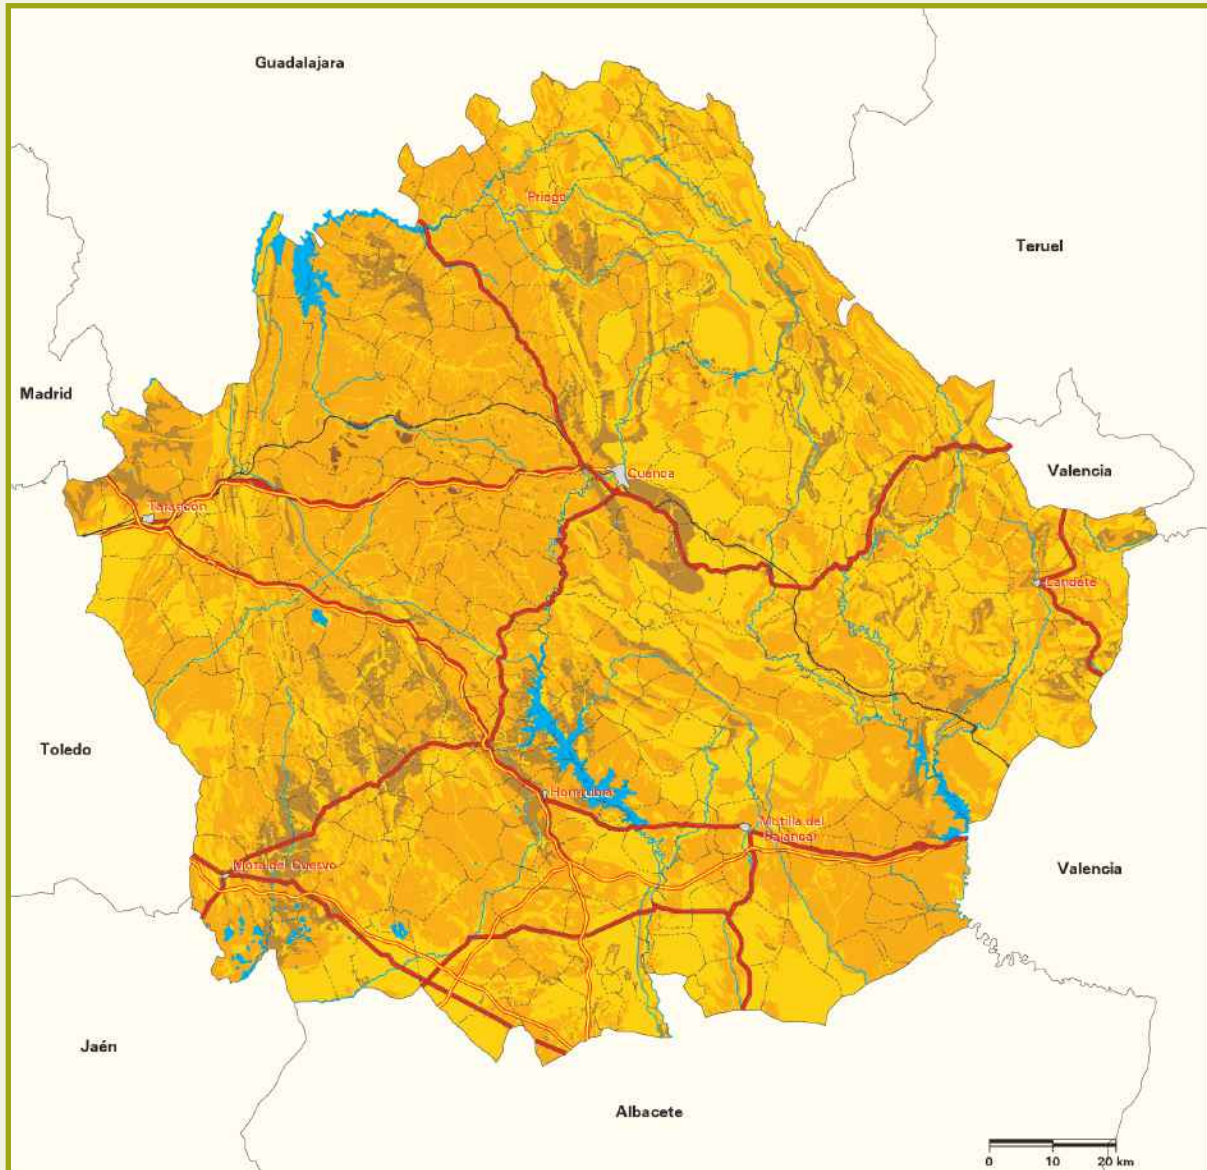 Guadalajara
Priego
Teruel
Madrid
Cuenca
Valencia
Tarancón
Landete
Toledo
Honrubia
Motilla del
Palancar
Mota del Cuervo
Valencia
Jaén
Albacete
0 10 20 km